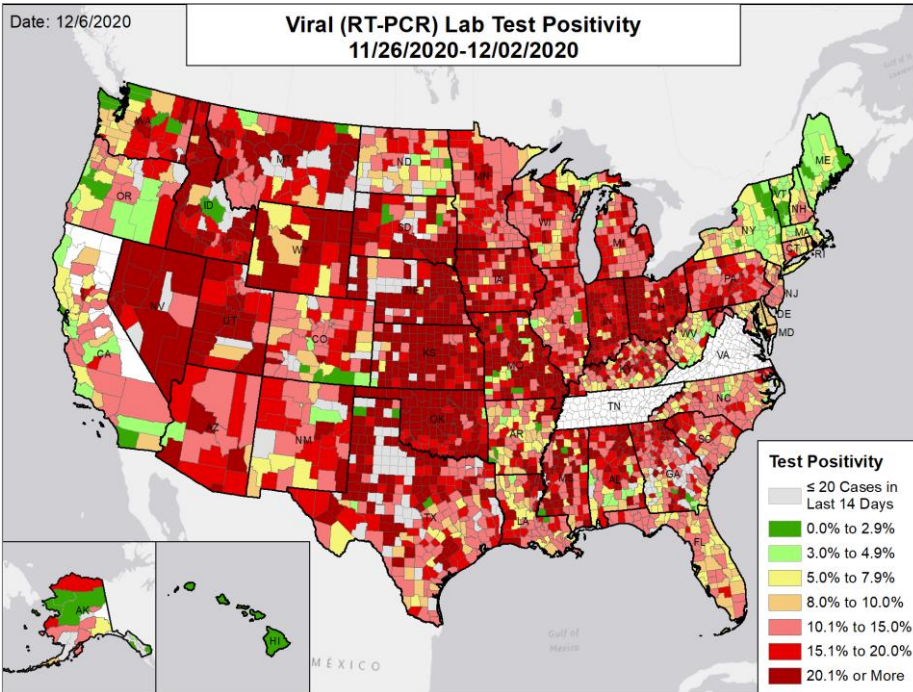 Date: 12/6/2020
Viral (RT-PCR) Lab Test Positivity
11/26/2020-12/02/2020
WA
MT
ND
MN
ME
OR
ID
SD
WI
MI
VT
NH
NY
MA
CT
RI
WY
IA
PA
NJ
NE
NV
UT
CO
IL
IN
OH
DE
MD
WV
VA
CA
KS
MO
KY
TN
NC
AZ
NM
OK
AR
SC
MS
AL
GA
TX
LA
FL
AK
HI
MÉXICO
Gulf of
Mexico
Test Positivity
≤ 20 Cases in
Last 14 Days
0.0% to 2.9%
3.0% to 4.9%
5.0% to 7.9%
8.0% to 10.0%
10.1% to 15.0%
15.1% to 20.0%
20.1% or More